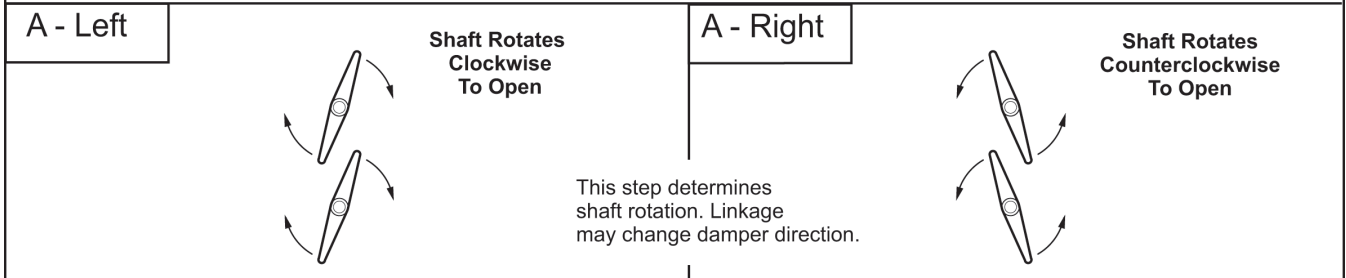 A - Left
Shaft Rotates
Clockwise
To Open
A - Right
Shaft Rotates
Counterclockwise
To Open
This step determines
shaft rotation. Linkage
may change damper direction.